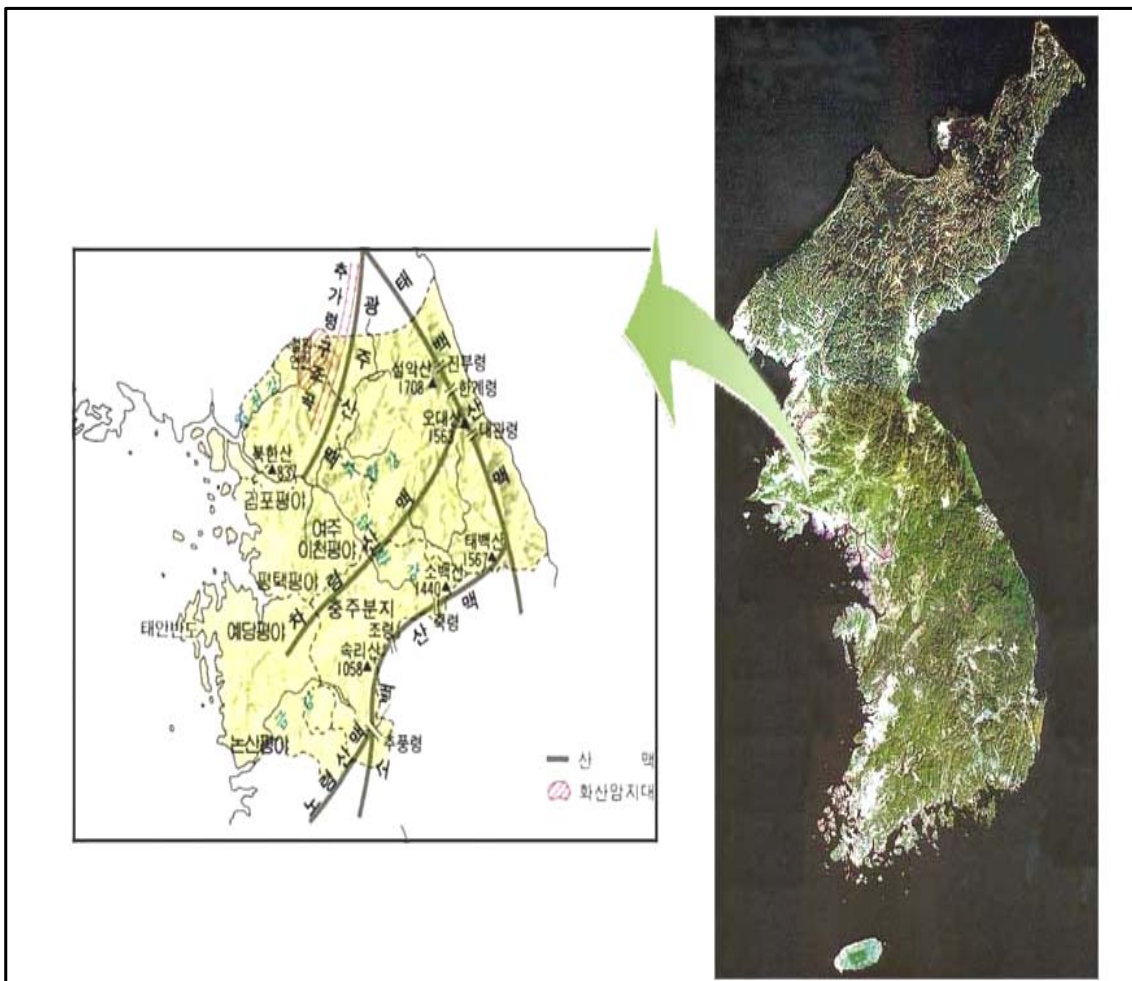 추가령구조곡
광주산맥
태백산맥
진부령
설악산
1708
한계령
오대산
1563
대관령
북한산
837
김포평야
여주
이천평야
태백산
1567
평택평야
소백산
1440
차령산맥
충주분지
죽령
태안반도
예당평야
조령
속리산
1058
소백산맥
금강
논산평야
추풍령
노령산맥
산맥
화산암지대